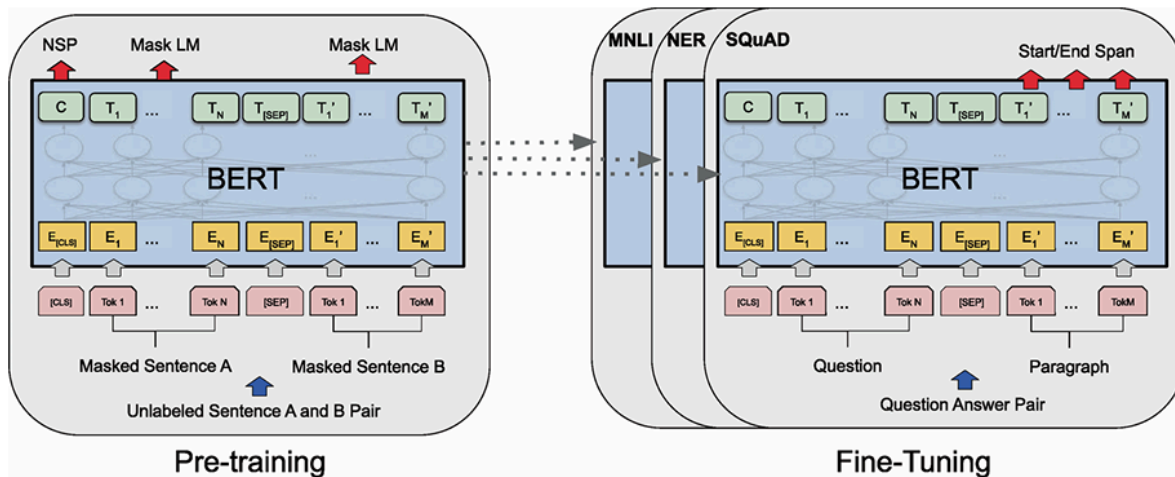 NSP Mask LM Mask LM
C T1 ... TN T[SEP] T1' ... TM'
...
BERT
...
E[CLS] E1 ... EN E[SEP] E1' ... EM'
[CLS] Tok 1 ... Tok N [SEP] Tok 1 ... TokM
Masked Sentence A Masked Sentence B
Unlabeled Sentence A and B Pair
Pre-training
MNLI NER SQuAD
Start/End Span
C T1 ... TN T[SEP] T1' ... TM'
...
BERT
...
E[CLS] E1 ... EN E[SEP] E1' ... EM'
[CLS] Tok 1 ... Tok N [SEP] Tok 1 ... TokM
Question Paragraph
Question Answer Pair
Fine-Tuning